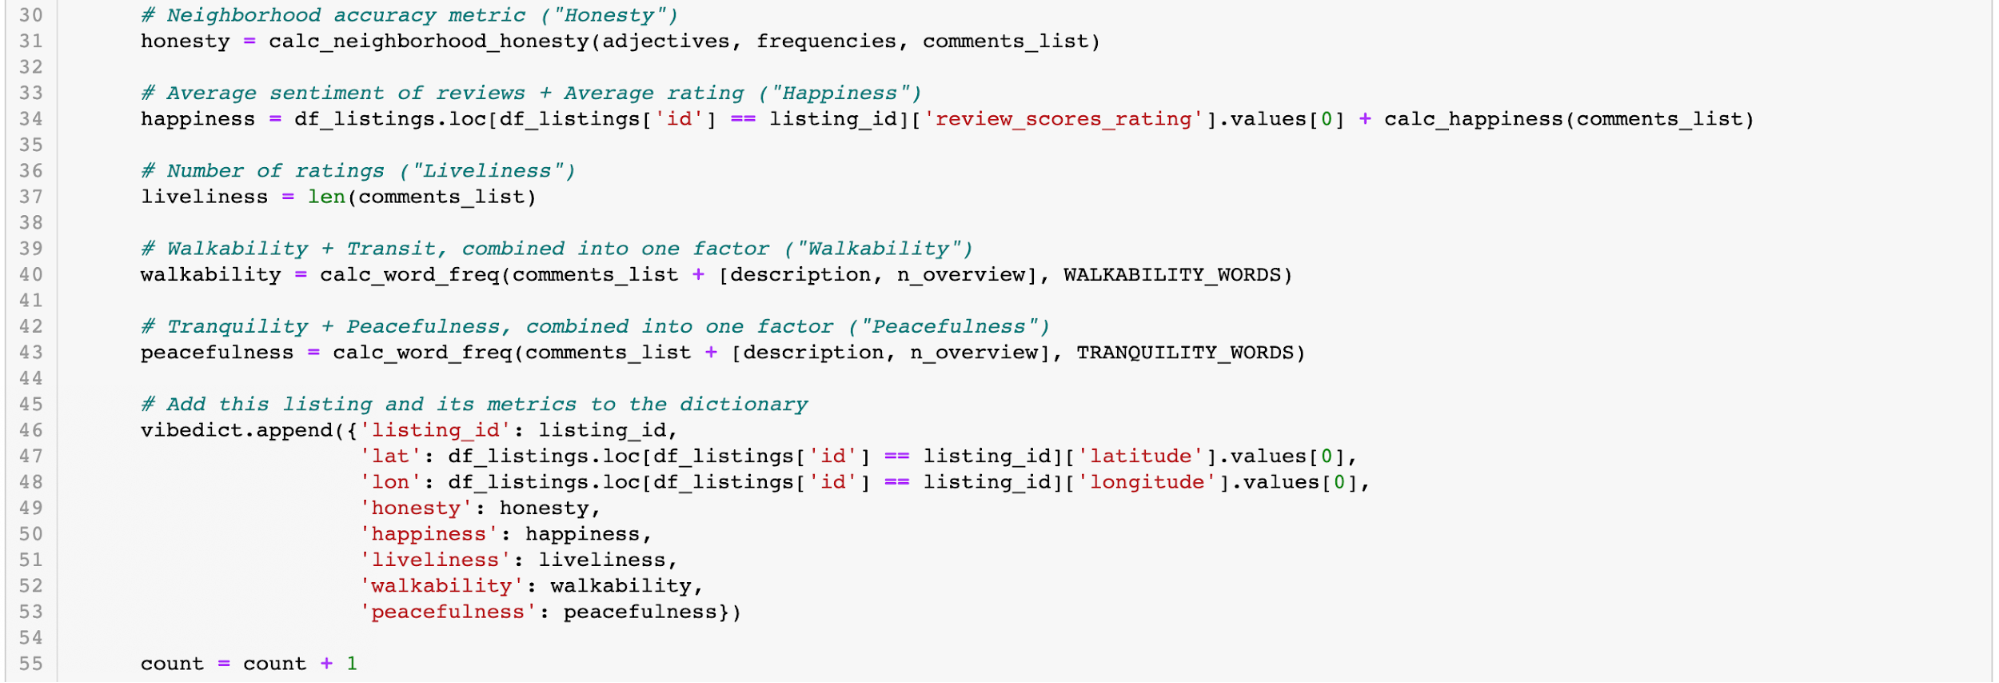 30 # Neighborhood accuracy metric ("Honesty")
31 honesty = calc_neighborhood_honesty(adjectives, frequencies, comments_list)
32
33 # Average sentiment of reviews + Average rating ("Happiness")
34 happiness = df_listings.loc[df_listings['id'] == listing_id]['review_scores_rating'].values[0] + calc_happiness(comments_list)
35
36 # Number of ratings ("Liveliness")
37 liveliness = len(comments_list)
38
39 # Walkability + Transit, combined into one factor ("Walkability")
40 walkability = calc_word_freq(comments_list + [description, n_overview], WALKABILITY_WORDS)
41
42 # Tranquility + Peacefulness, combined into one factor ("Peacefulness")
43 peacefulness = calc_word_freq(comments_list + [description, n_overview], TRANQUILITY_WORDS)
44
45 # Add this listing and its metrics to the dictionary
46 vibedict.append({'listing_id': listing_id,
47 'lat': df_listings.loc[df_listings['id'] == listing_id]['latitude'].values[0],
48 'lon': df_listings.loc[df_listings['id'] == listing_id]['longitude'].values[0],
49 'honesty': honesty,
50 'happiness': happiness,
51 'liveliness': liveliness,
52 'walkability': walkability,
53 'peacefulness': peacefulness})
54
55 count = count + 1